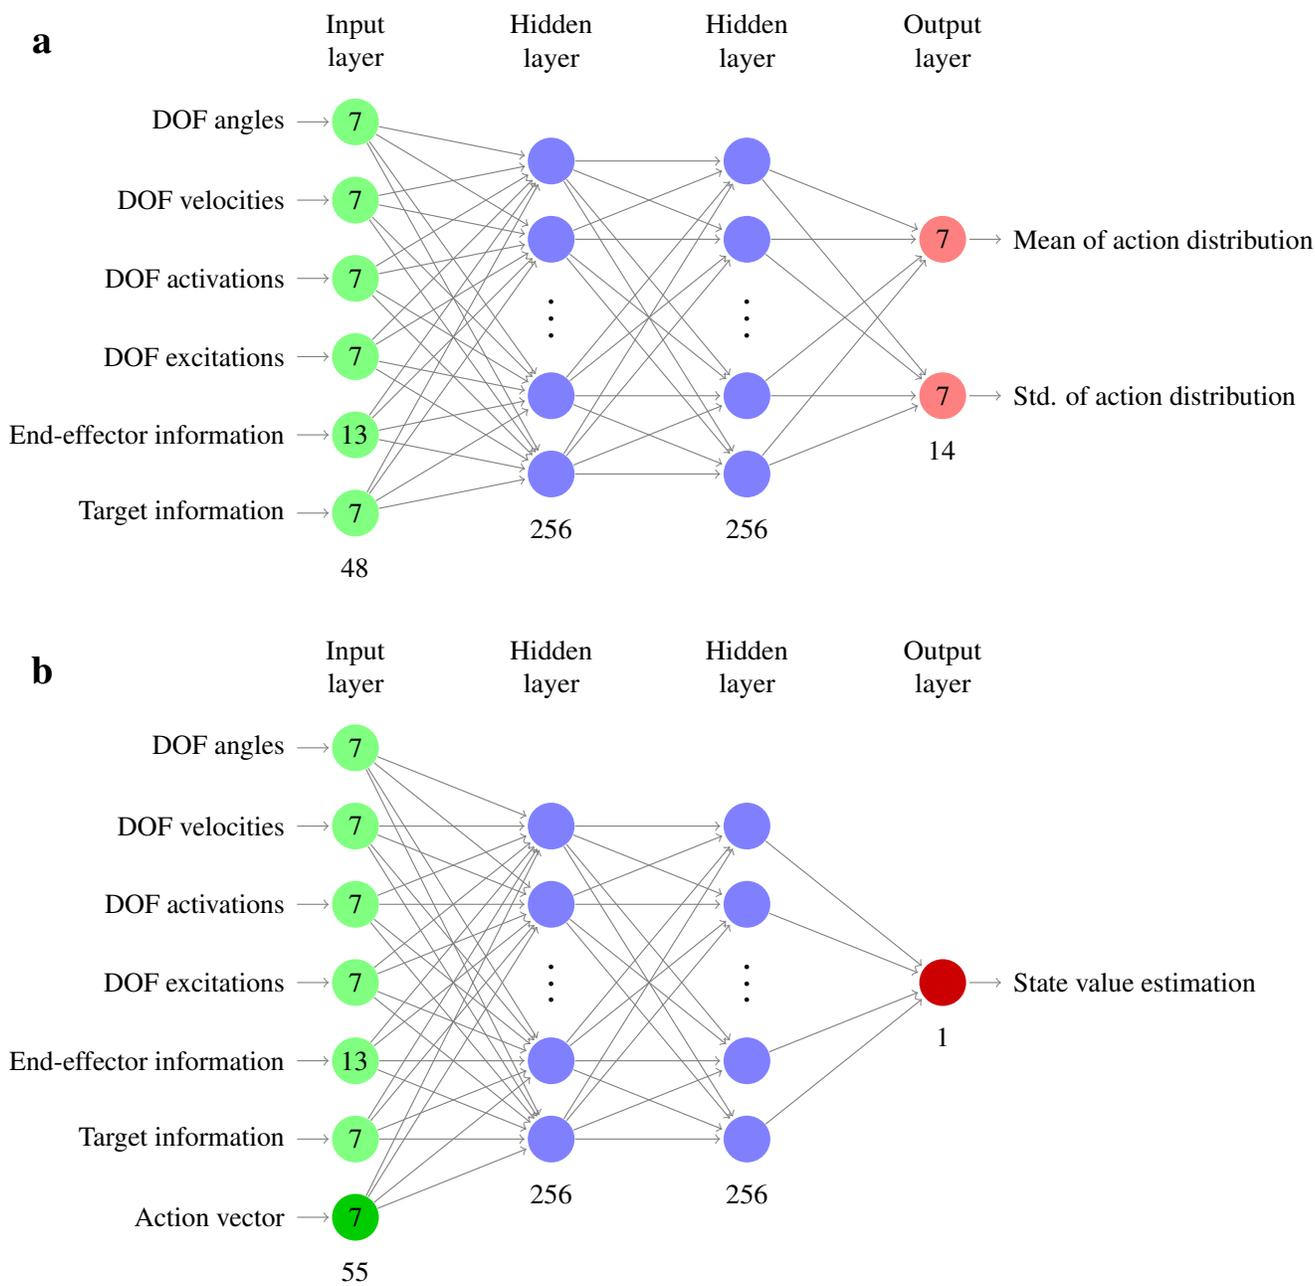 a
Input layer
Hidden layer
Hidden layer
Output layer
DOF angles
7
DOF velocities
7
DOF activations
7
DOF excitations
7
End-effector information
13
Target information
7
48
256
256
7
Mean of action distribution
7
Std. of action distribution
14
b
Input layer
Hidden layer
Hidden layer
Output layer
DOF angles
7
DOF velocities
7
DOF activations
7
DOF excitations
7
End-effector information
13
Target information
7
Action vector
7
55
256
256
State value estimation
1